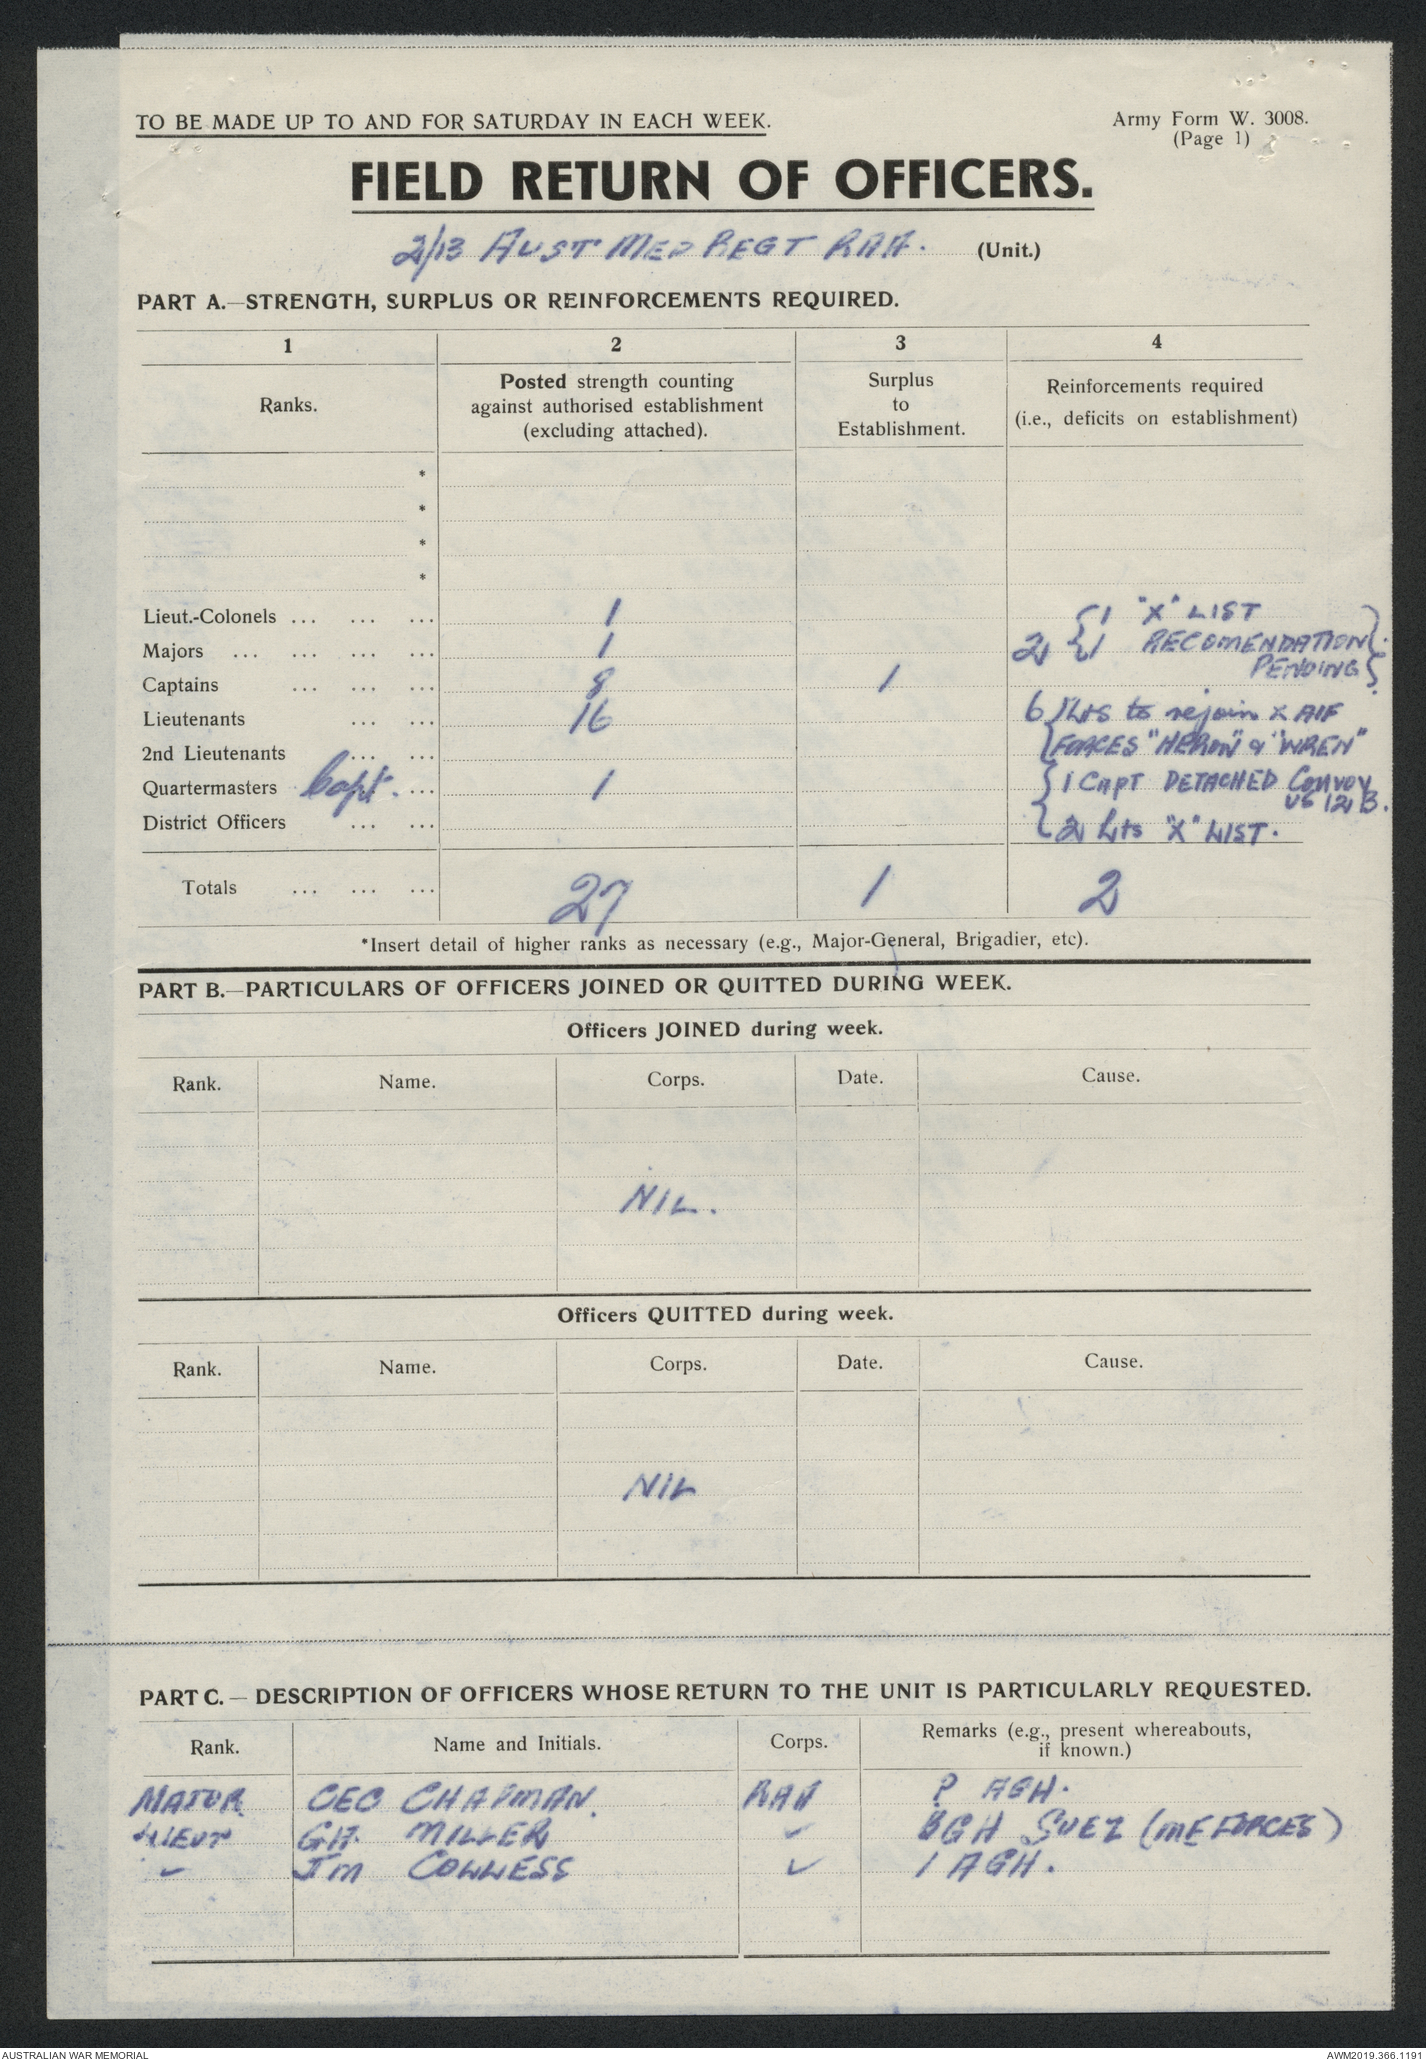 TO BE MADE UP TO AND FOR SATURDAY IN EACH WEEK.
Army Form W. 3008.
(Page 1)
FIELD RETURN OF OFFICERS.
2/13 AUST MED REGT RAA. (Unit.)
PART A.—STRENGTH, SURPLUS OR REINFORCEMENTS REQUIRED.
1 2 3 4
Ranks.
Posted strength counting
against authorised establishment
(excluding attached).
Surplus
to
Establishment.
Reinforcements required
(i.e., deficits on establishment)
*
*
*
*
Lieut.-Colonels ... ... ... 1 { 1 "X" LIST }
Majors ... ... ... ... 1 2 { 1 RECOMENDATION
PENDING }
Captains ... ... ... 8 1
Lieutenants ... ... ... 16 6 { Lts to rejoin x AIF
2nd Lieutenants ... ... FORCES "HERON" & "WREN"
Quartermasters Capt. ... 1 { 1 CAPT DETACHED CONVOY
US 12 B.
District Officers ... ... 2 Lts "X" LIST.
Totals ... ... ... 27 1 2
*Insert detail of higher ranks as necessary (e.g., Major-General, Brigadier, etc).
PART B.—PARTICULARS OF OFFICERS JOINED OR QUITTED DURING WEEK.
Officers JOINED during week.
Rank. Name. Corps. Date. Cause.
NIL.
Officers QUITTED during week.
Rank. Name. Corps. Date. Cause.
NIL
PART C. — DESCRIPTION OF OFFICERS WHOSE RETURN TO THE UNIT IS PARTICULARLY REQUESTED.
Rank. Name and Initials. Corps. Remarks (e.g., present whereabouts,
if known.)
MAJOR CEC CHAPMAN. RAA ? AGH.
LIEUT GH. MILLER ✓ BGH SUEZ (ME FORCES)
✓ JM COLLESS ✓ 1 AGH.
AUSTRALIAN WAR MEMORIAL
AWM2019.366.1191